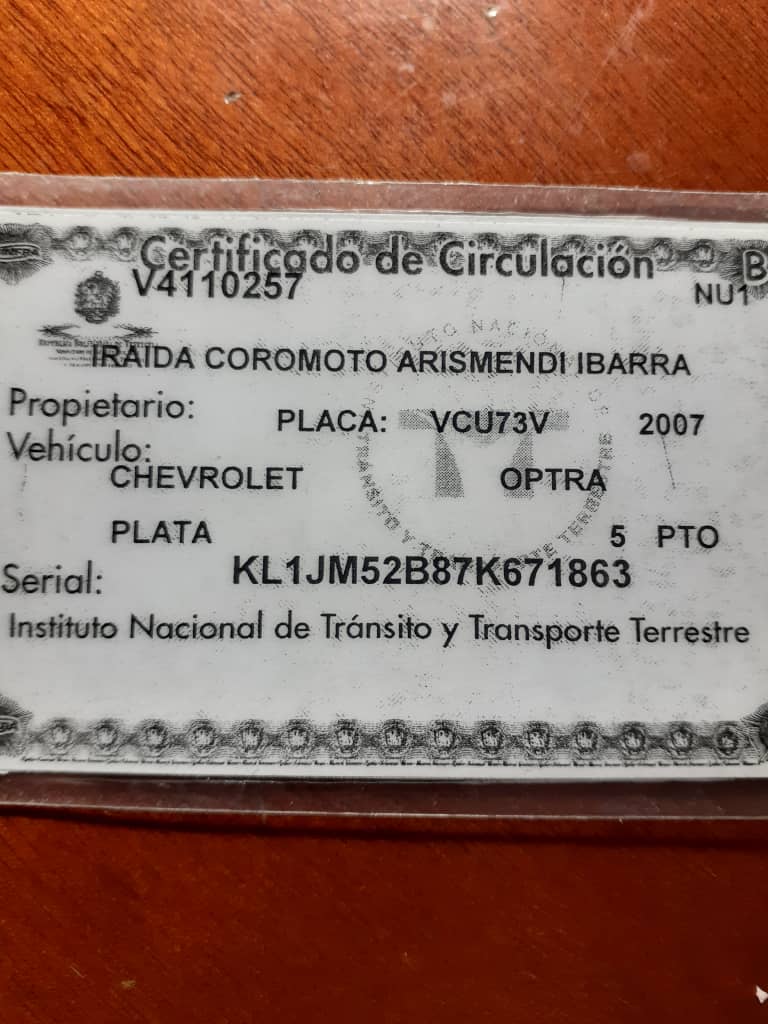 Certificado de Circulación B
V4110257 NU1
IRAIDA COROMOTO ARISMENDI IBARRA
Propietario:
PLACA: VCU73V 2007
Vehículo:
CHEVROLET OPTRA
PLATA 5 PTO
Serial: KL1JM52B87K671863
Instituto Nacional de Tránsito y Transporte Terrestre